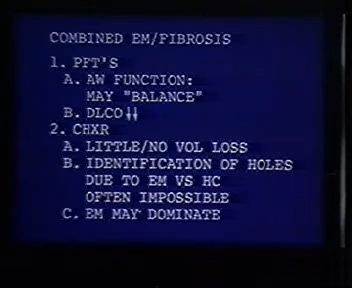 COMBINED EM/FIBROSIS
1. PFT'S
A. AW FUNCTION:
MAY "BALANCE"
B. DLCO↓↓
2. CHXR
A. LITTLE/NO VOL LOSS
B. IDENTIFICATION OF HOLES
DUE TO EM VS HC
OFTEN IMPOSSIBLE
C. EM MAY DOMINATE